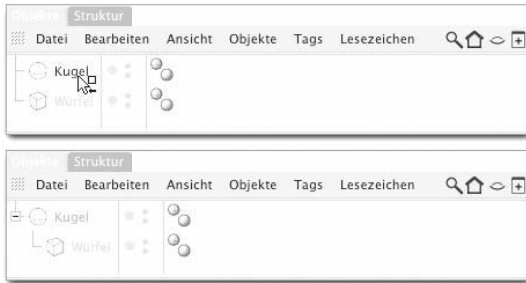 Objekte Struktur
Datei Bearbeiten Ansicht Objekte Tags Lesezeichen
Kugel
Würfel
Objekte Struktur
Datei Bearbeiten Ansicht Objekte Tags Lesezeichen
Kugel
Würfel